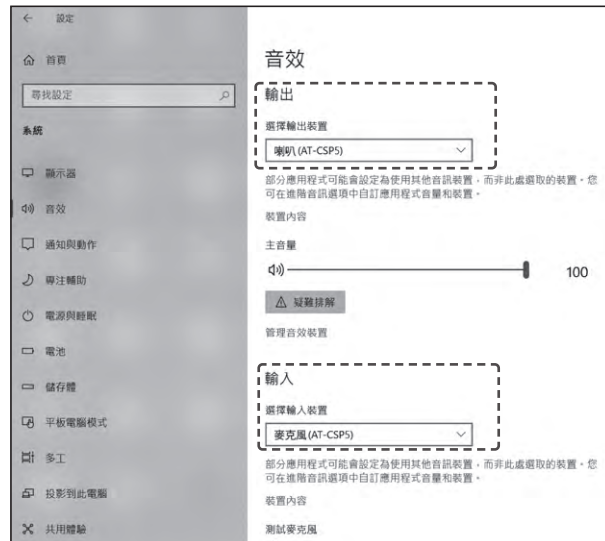 設定
首頁
尋找設定
系統
顯示器
音效
通知與動作
專注輔助
電源與睡眠
電池
儲存體
平板電腦模式
多工
投影到此電腦
共用體驗
音效
輸出
選擇輸出裝置
喇叭 (AT-CSP5)
部分應用程式可能會設定為使用其他音訊裝置，而非此處選取的裝置。您
可在進階音訊選項中自訂應用程式音量和裝置。
裝置內容
主音量
100
疑難排解
管理音效裝置
輸入
選擇輸入裝置
麥克風 (AT-CSP5)
部分應用程式可能會設定為使用其他音訊裝置，而非此處選取的裝置。您
可在進階音訊選項中自訂應用程式音量和裝置。
裝置內容
測試麥克風